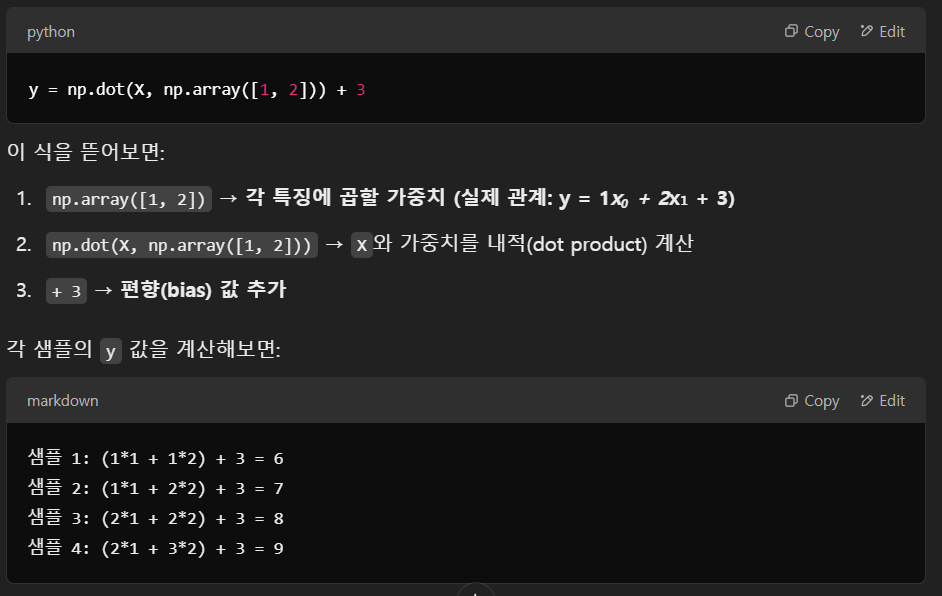 python
Copy
Edit
y = np.dot(X, np.array([1, 2])) + 3
이 식을 뜯어보면:
1. np.array([1, 2]) → 각 특징에 곱할 가중치 (실제 관계: y = 1x₀ + 2x₁ + 3)
2. np.dot(X, np.array([1, 2])) → X와 가중치를 내적(dot product) 계산
3. + 3 → 편향(bias) 값 추가
각 샘플의 y 값을 계산해보면:
markdown
Copy
Edit
샘플 1: (1*1 + 1*2) + 3 = 6
샘플 2: (1*1 + 2*2) + 3 = 7
샘플 3: (2*1 + 2*2) + 3 = 8
샘플 4: (2*1 + 3*2) + 3 = 9